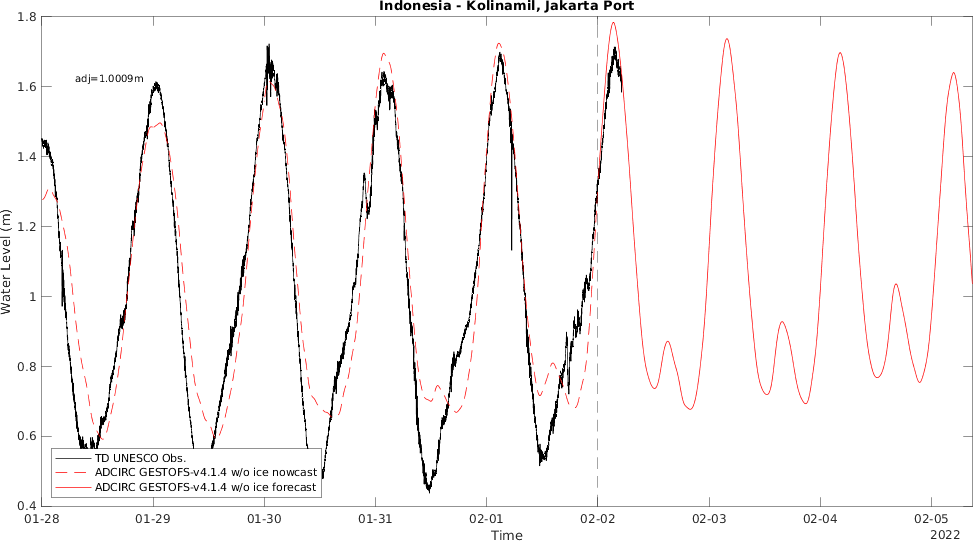 Indonesia - Kolinamil, Jakarta Port
adj=1.0009m
Water Level (m)
1.8
1.6
1.4
1.2
1
0.8
0.6
0.4
TD UNESCO Obs.
ADCIRC GESTOFS-v4.1.4 w/o ice nowcast
ADCIRC GESTOFS-v4.1.4 w/o ice forecast
01-28 01-29 01-30 01-31 02-01 02-02 02-03 02-04 02-05
Time
2022